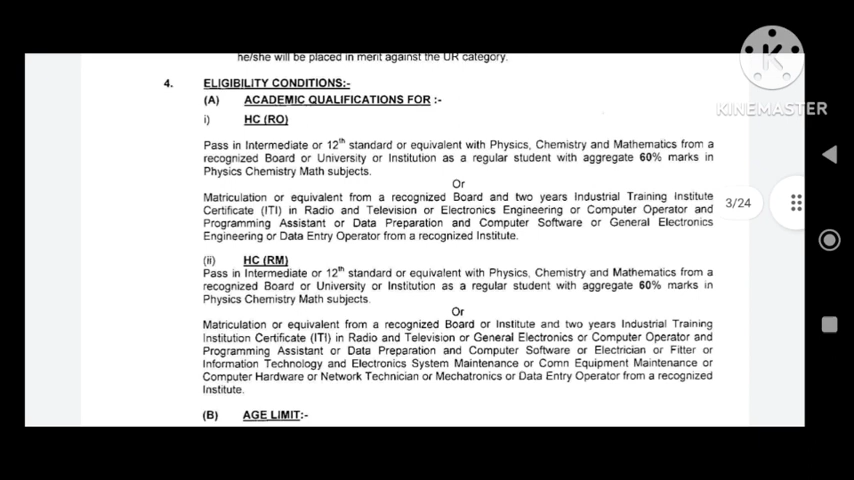 he/she will be placed in merit against the UR category.
4. ELIGIBILITY CONDITIONS:-
(A) ACADEMIC QUALIFICATIONS FOR :-
i) HC (RO)
Pass in Intermediate or 12th standard or equivalent with Physics, Chemistry and Mathematics from a
recognized Board or University or Institution as a regular student with aggregate 60% marks in
Physics Chemistry Math subjects.
Or
Matriculation or equivalent from a recognized Board and two years Industrial Training Institute
Certificate (ITI) in Radio and Television or Electronics Engineering or Computer Operator and
Programming Assistant or Data Preparation and Computer Software or General Electronics
Engineering or Data Entry Operator from a recognized Institute.
(ii) HC (RM)
Pass in Intermediate or 12th standard or equivalent with Physics, Chemistry and Mathematics from a
recognized Board or University or Institution as a regular student with aggregate 60% marks in
Physics Chemistry Math subjects.
Or
Matriculation or equivalent from a recognized Board or Institute and two years Industrial Training
Institution Certificate (ITI) in Radio and Television or General Electronics or Computer Operator and
Programming Assistant or Data Preparation and Computer Software or Electrician or Fitter or
Information Technology and Electronics System Maintenance or Comn Equipment Maintenance or
Computer Hardware or Network Technician or Mechatronics or Data Entry Operator from a recognized
Institute.
(B) AGE LIMIT:-
K
KINEMASTER
3/24